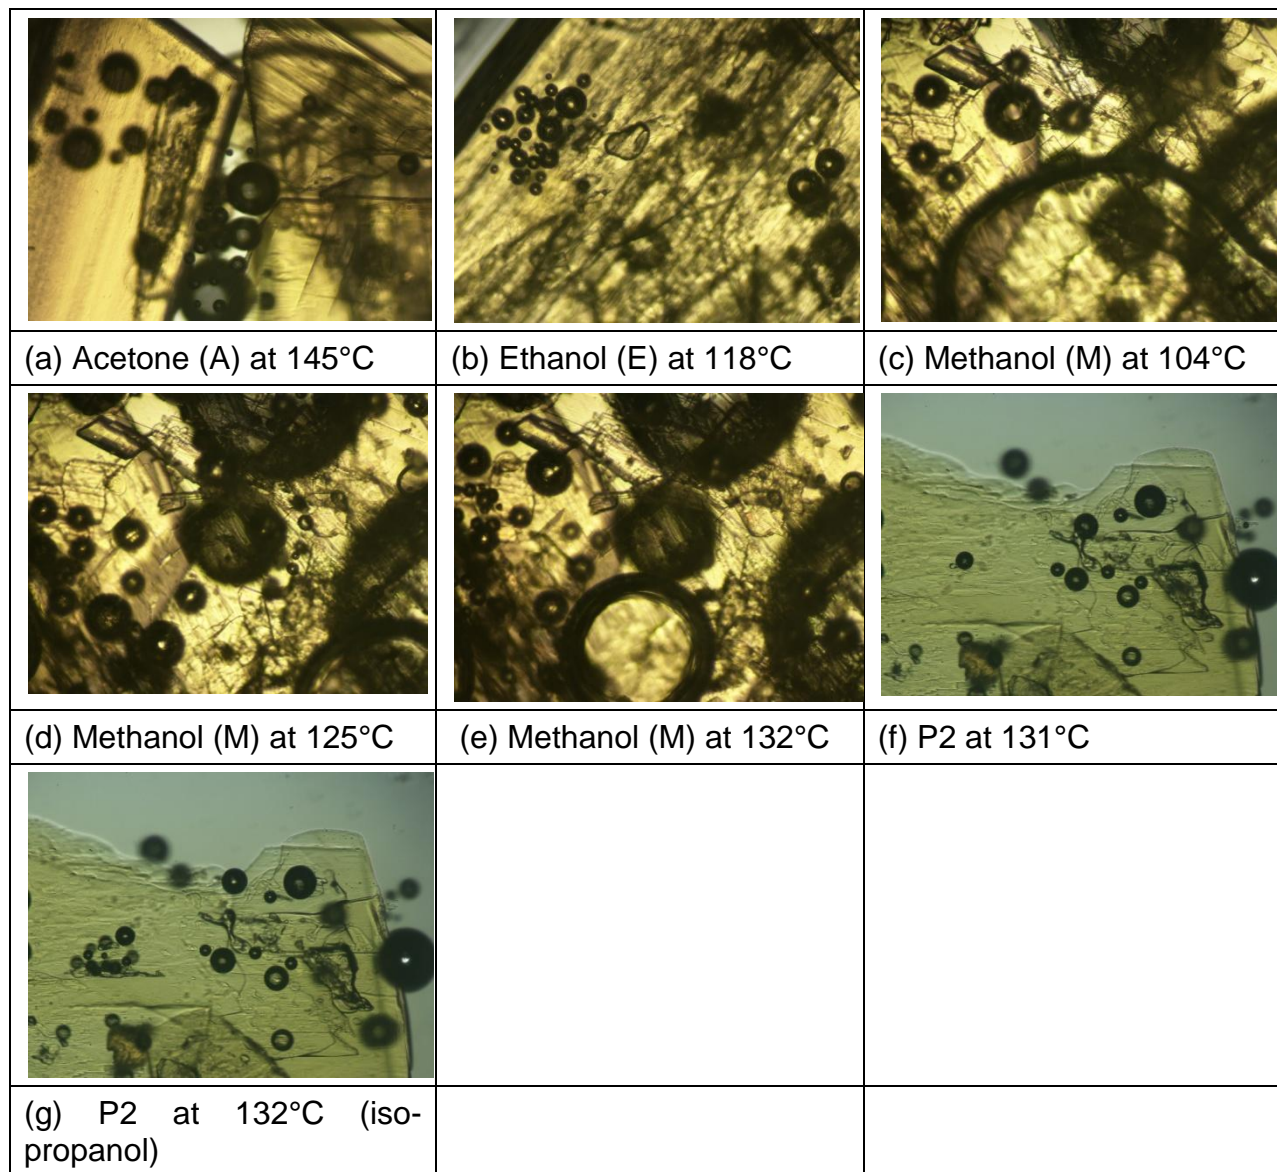 (a) Acetone (A) at 145°C
(b) Ethanol (E) at 118°C
(c) Methanol (M) at 104°C
(d) Methanol (M) at 125°C
(e) Methanol (M) at 132°C
(f) P2 at 131°C
(g) P2 at 132°C (iso-
propanol)